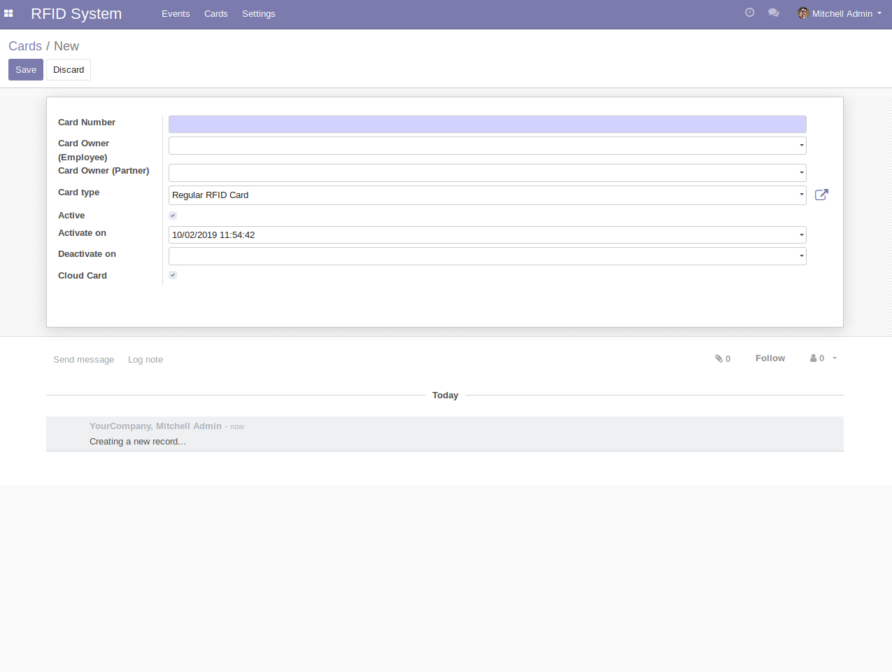 RFID System Events Cards Settings Mitchell Admin
Cards / New
Save Discard
Card Number
Card Owner
(Employee)
Card Owner (Partner)
Card type Regular RFID Card
Active
Activate on 10/02/2019 11:54:42
Deactivate on
Cloud Card
Send message Log note 0 Follow 0
Today
YourCompany, Mitchell Admin - now
Creating a new record...